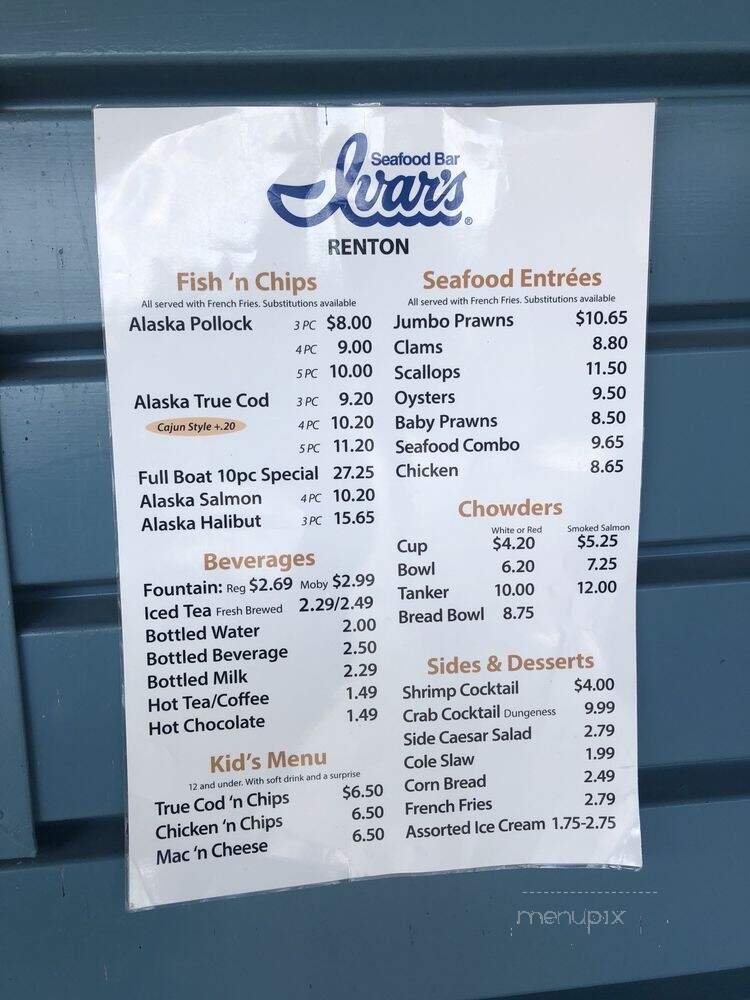 Seafood Bar
Ivar's®
RENTON
Fish 'n Chips
All served with French Fries. Substitutions available
Alaska Pollock 3 PC $8.00
4 PC 9.00
5 PC 10.00
Alaska True Cod 3 PC 9.20
Cajun Style +.20 4 PC 10.20
5 PC 11.20
Full Boat 10pc Special 27.25
Alaska Salmon 4 PC 10.20
Alaska Halibut 3 PC 15.65
Beverages
Fountain: Reg $2.69 Moby $2.99
Iced Tea Fresh Brewed 2.29/2.49
Bottled Water 2.00
Bottled Beverage 2.50
Bottled Milk 2.29
Hot Tea/Coffee 1.49
Hot Chocolate 1.49
Kid's Menu
12 and under. With soft drink and a surprise
True Cod 'n Chips $6.50
Chicken 'n Chips 6.50
Mac 'n Cheese 6.50
Seafood Entrées
All served with French Fries. Substitutions available
Jumbo Prawns $10.65
Clams 8.80
Scallops 11.50
Oysters 9.50
Baby Prawns 8.50
Seafood Combo 9.65
Chicken 8.65
Chowders
White or Red Smoked Salmon
Cup $4.20 $5.25
Bowl 6.20 7.25
Tanker 10.00 12.00
Bread Bowl 8.75
Sides & Desserts
Shrimp Cocktail $4.00
Crab Cocktail Dungeness 9.99
Side Caesar Salad 2.79
Cole Slaw 1.99
Corn Bread 2.49
French Fries 2.79
Assorted Ice Cream 1.75-2.75
menupix